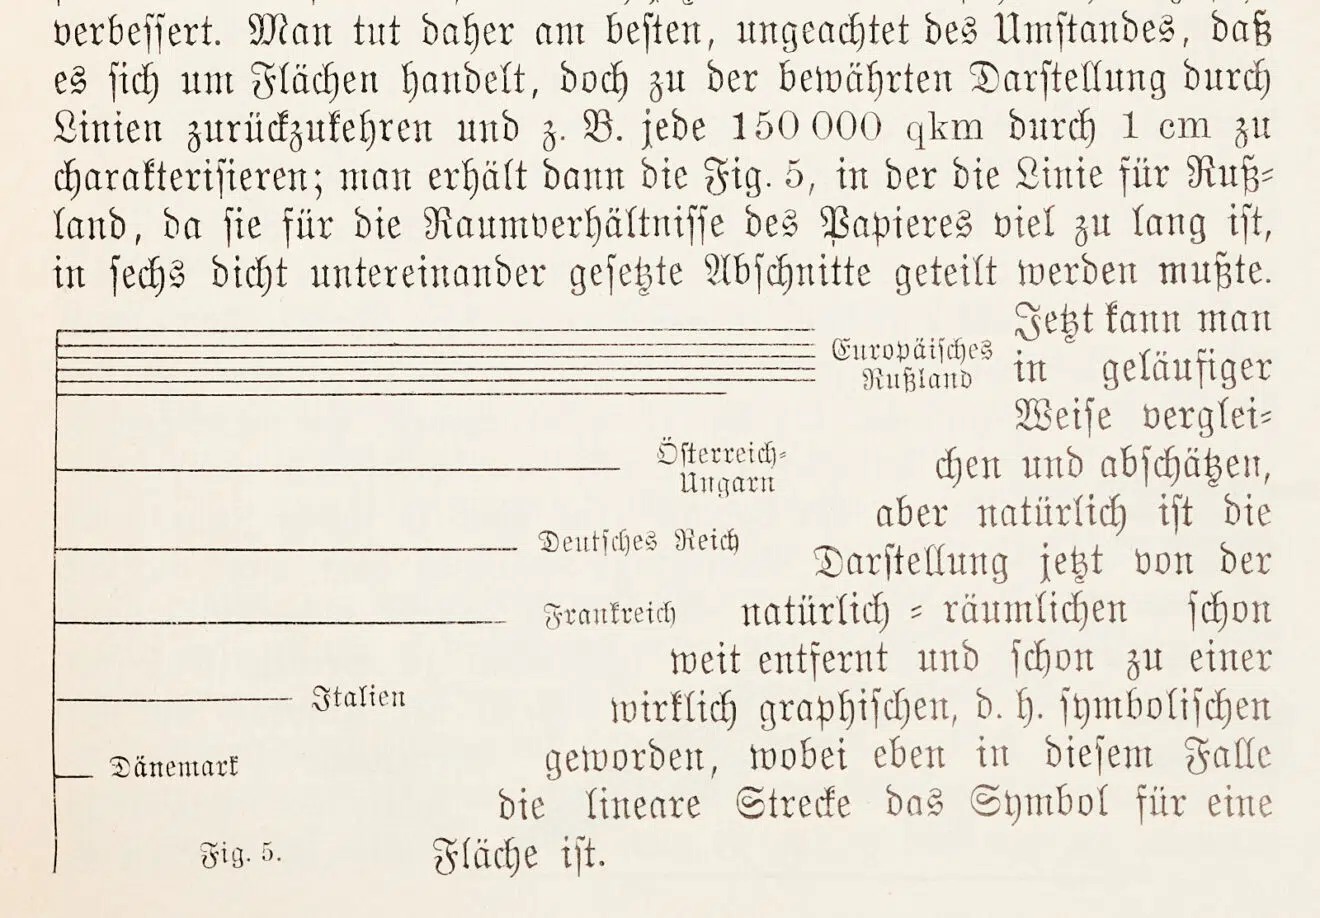 verbessert. Man tut daher am besten, ungeachtet des Umstandes, daß
es sich um Flächen handelt, doch zu der bewährten Darstellung durch
Linien zurückzukehren und z. B. jede 150 000 qkm durch 1 cm zu
charakterisieren; man erhält dann die Fig. 5, in der die Linie für Ruß-
land, da sie für die Raumverhältnisse des Papieres viel zu lang ist,
in sechs dicht untereinander gesetzte Abschnitte geteilt werden mußte.
Jetzt kann man
in geläufiger
Weise verglei-
chen und abschätzen,
aber natürlich ist die
Darstellung jetzt von der
natürlich-räumlichen schon
weit entfernt und schon zu einer
wirklich graphischen, d. h. symbolischen
geworden, wobei eben in diesem Falle
die lineare Strecke das Symbol für eine
Fläche ist.
Europäisches
Rußland
Österreich-
Ungarn
Deutsches Reich
Frankreich
Italien
Dänemark
Fig. 5.